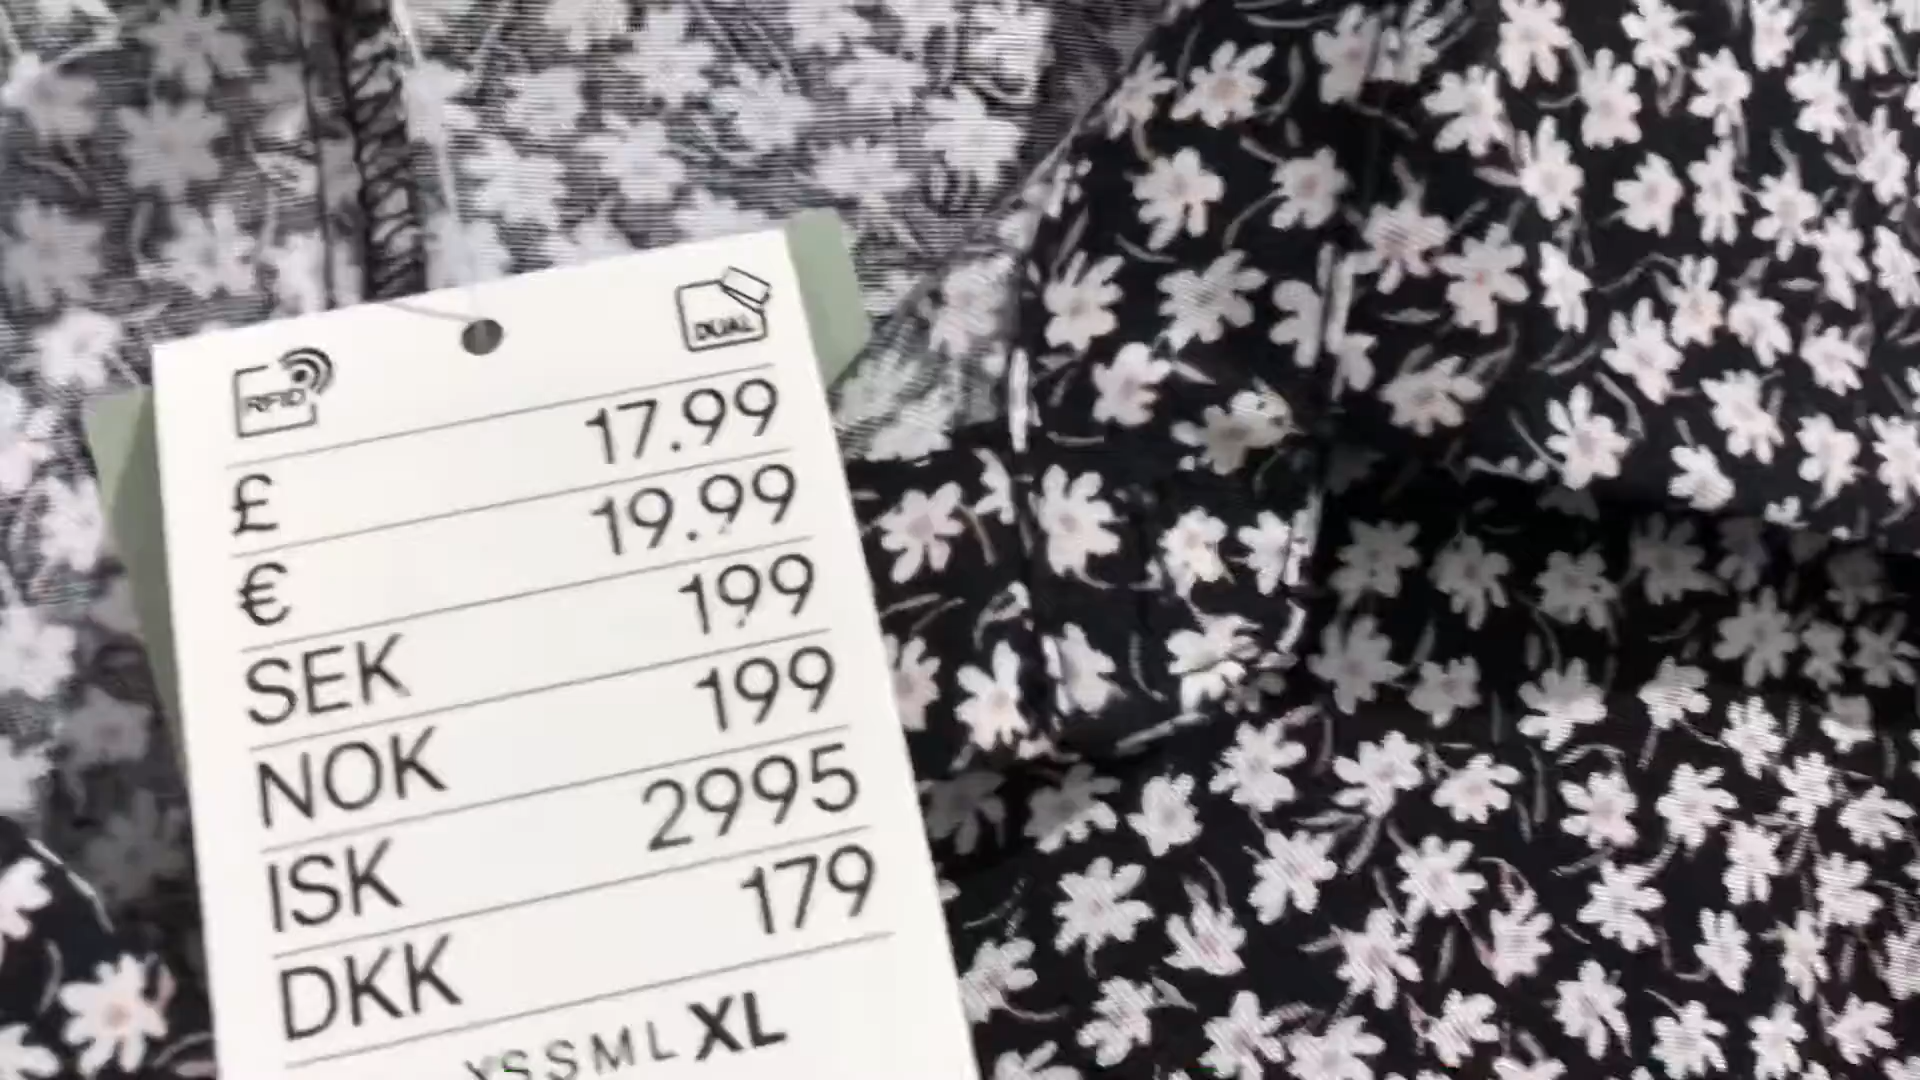 RFID
DUAL
£ 17.99
€ 19.99
SEK 199
NOK 199
ISK 2995
DKK 179
XS S M L XL